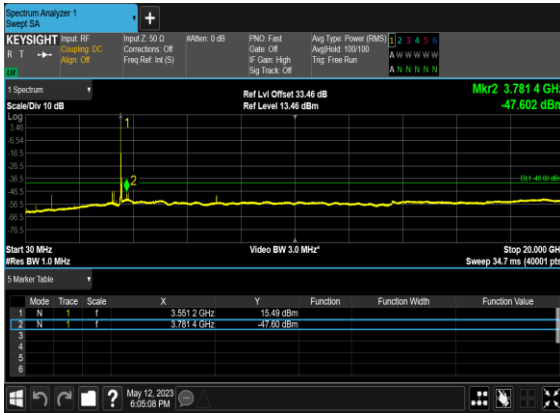 Spectrum Analyzer 1
Swept SA
+
KEYSIGHT
R T
Input: RF
Coupling: DC
Align: Off
Input Z: 50 Ω
Corrections: Off
Freq Ref: Int (S)
#Atten: 0 dB
PNO: Fast
Gate: Off
IF Gain: High
Sig Track: Off
Avg Type: Power (RMS)
Avg|Hold: 100/100
Trig: Free Run
1 2 3 4 5 6
A W W W W W
A N N N N N
1 Spectrum
Scale/Div 10 dB
Ref Lvl Offset 33.46 dB
Ref Level 13.46 dBm
Mkr2 3.781 4 GHz
-47.602 dBm
Log
3.46
-6.54
-16.5
-26.5
-36.5
-46.5
-56.5
-66.5
-76.5
1
2
DL1 -40.00 dBm
Start 30 MHz
#Res BW 1.0 MHz
Video BW 3.0 MHz*
Stop 20.000 GHz
Sweep 34.7 ms (40001 pts)
5 Marker Table
Mode Trace Scale X Y Function Function Width Function Value
1 N 1 f 3.551 2 GHz 15.49 dBm
2 N 1 f 3.781 4 GHz -47.60 dBm
3
4
5
6
?
May 12, 2023
6:05:08 PM